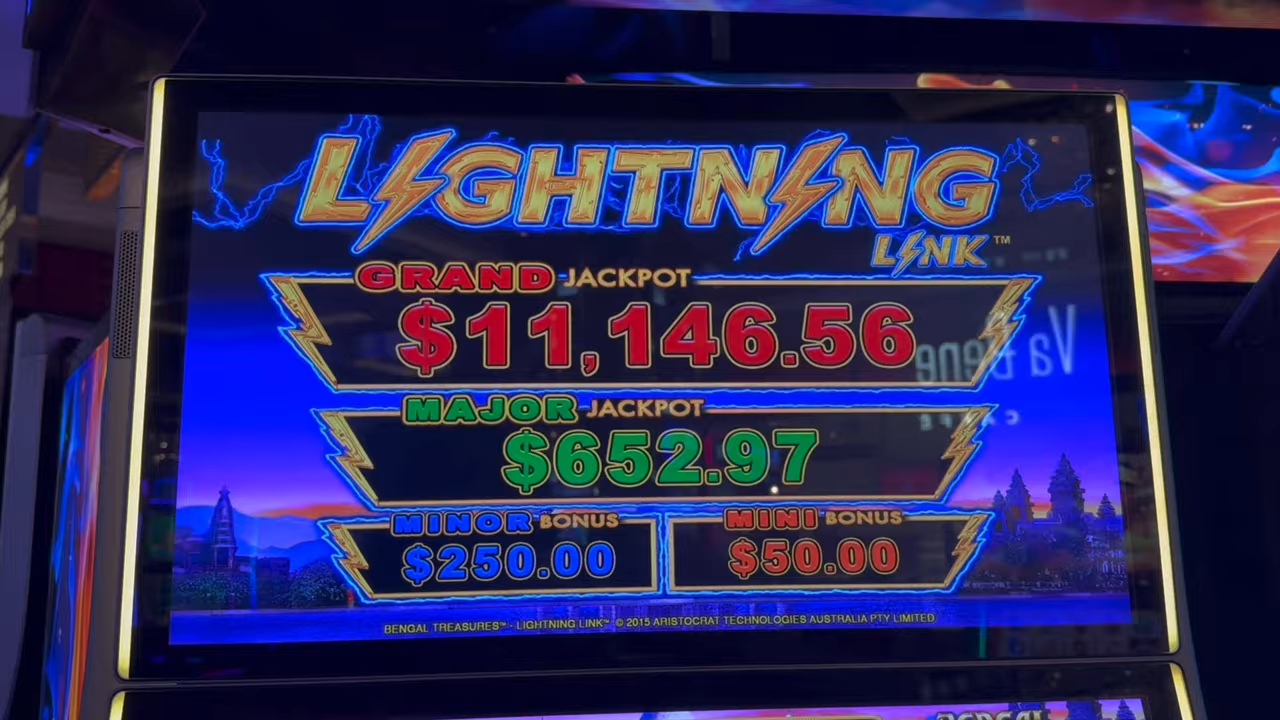 LIGHTNING
LINK™
GRAND JACKPOT
$11,146.56
MAJOR JACKPOT
$652.97
MINOR BONUS
$250.00
MINI BONUS
$50.00
BENGAL TREASURES™ - LIGHTNING LINK™ © 2015 ARISTOCRAT TECHNOLOGIES AUSTRALIA PTY LIMITED
BENGAL